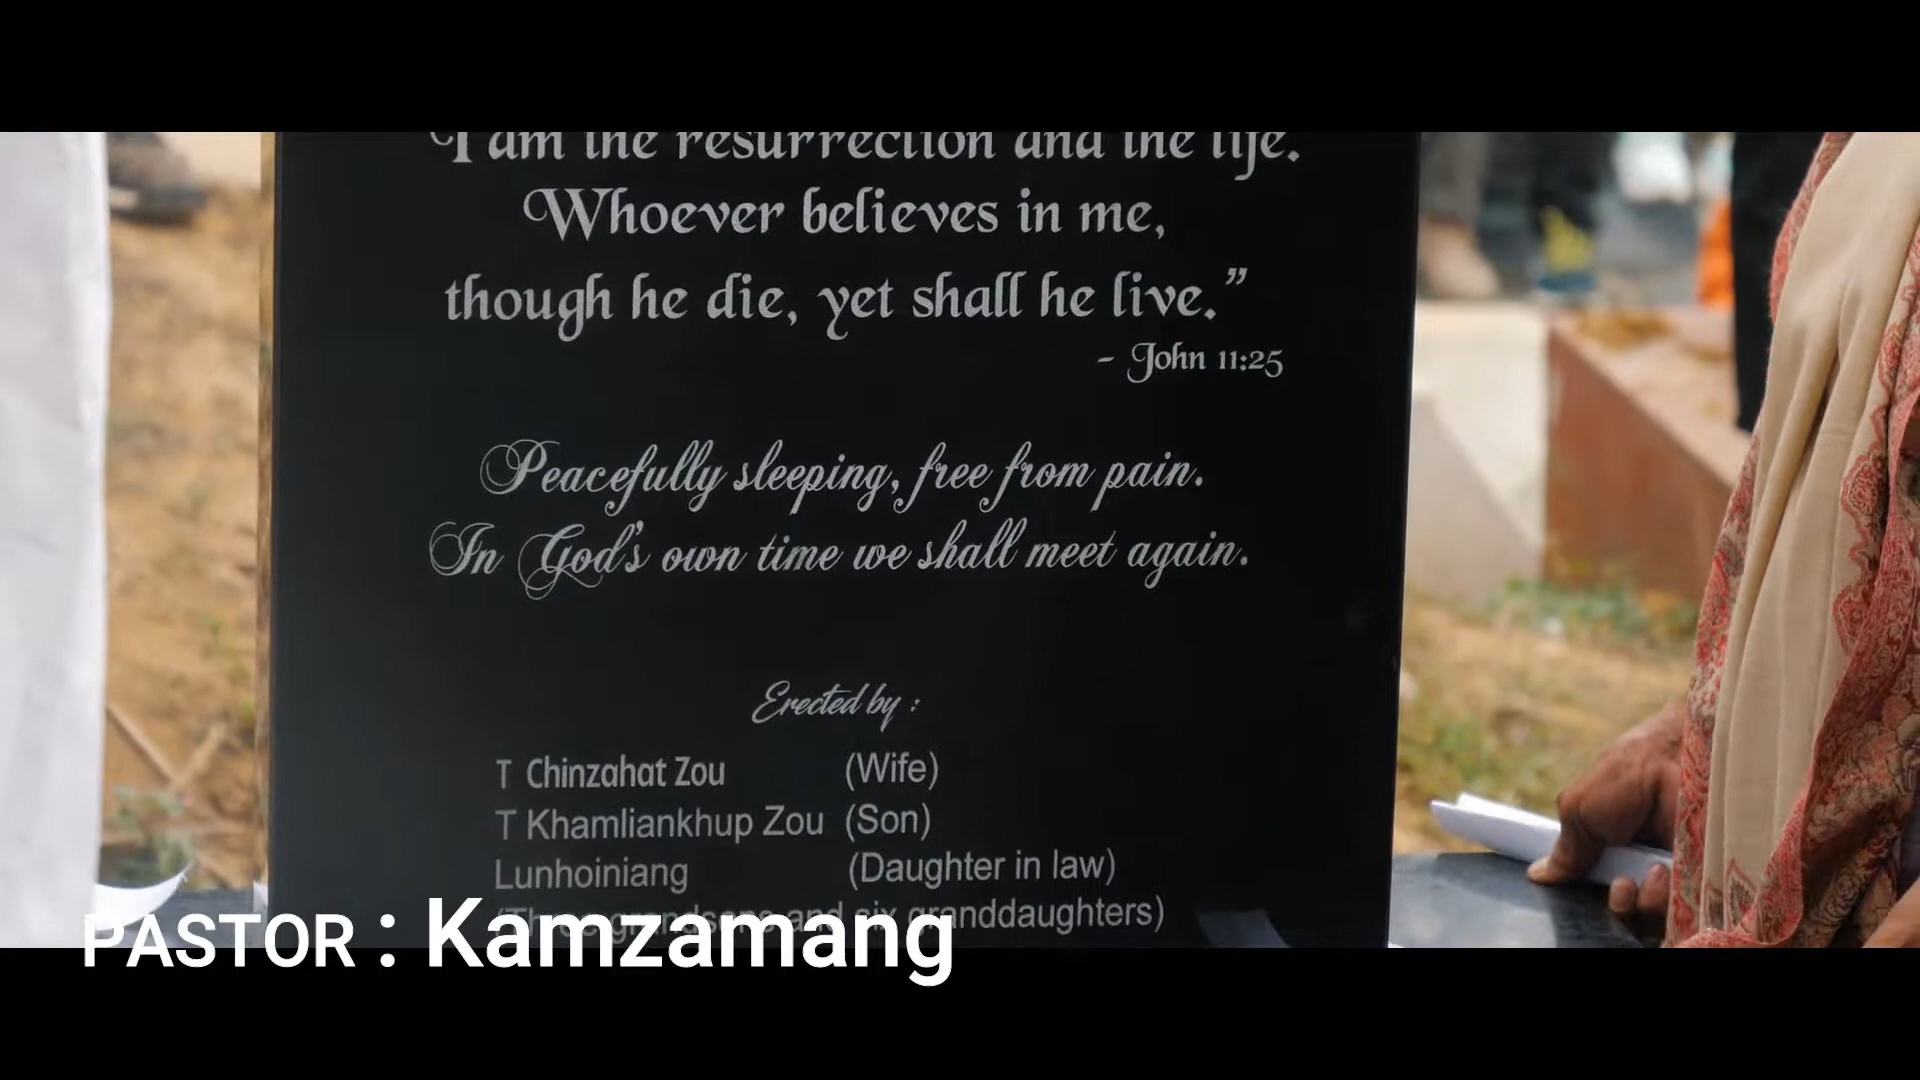 “I am the resurrection and the life.
Whoever believes in me,
though he die, yet shall he live.”
- John 11:25
Peacefully sleeping, free from pain.
In God's own time we shall meet again.
Erected by :
T Chinzahat Zou (Wife)
T Khamliankhup Zou (Son)
Lunhoiniang (Daughter in law)
(Three grandsons and six granddaughters)
PASTOR : Kamzamang